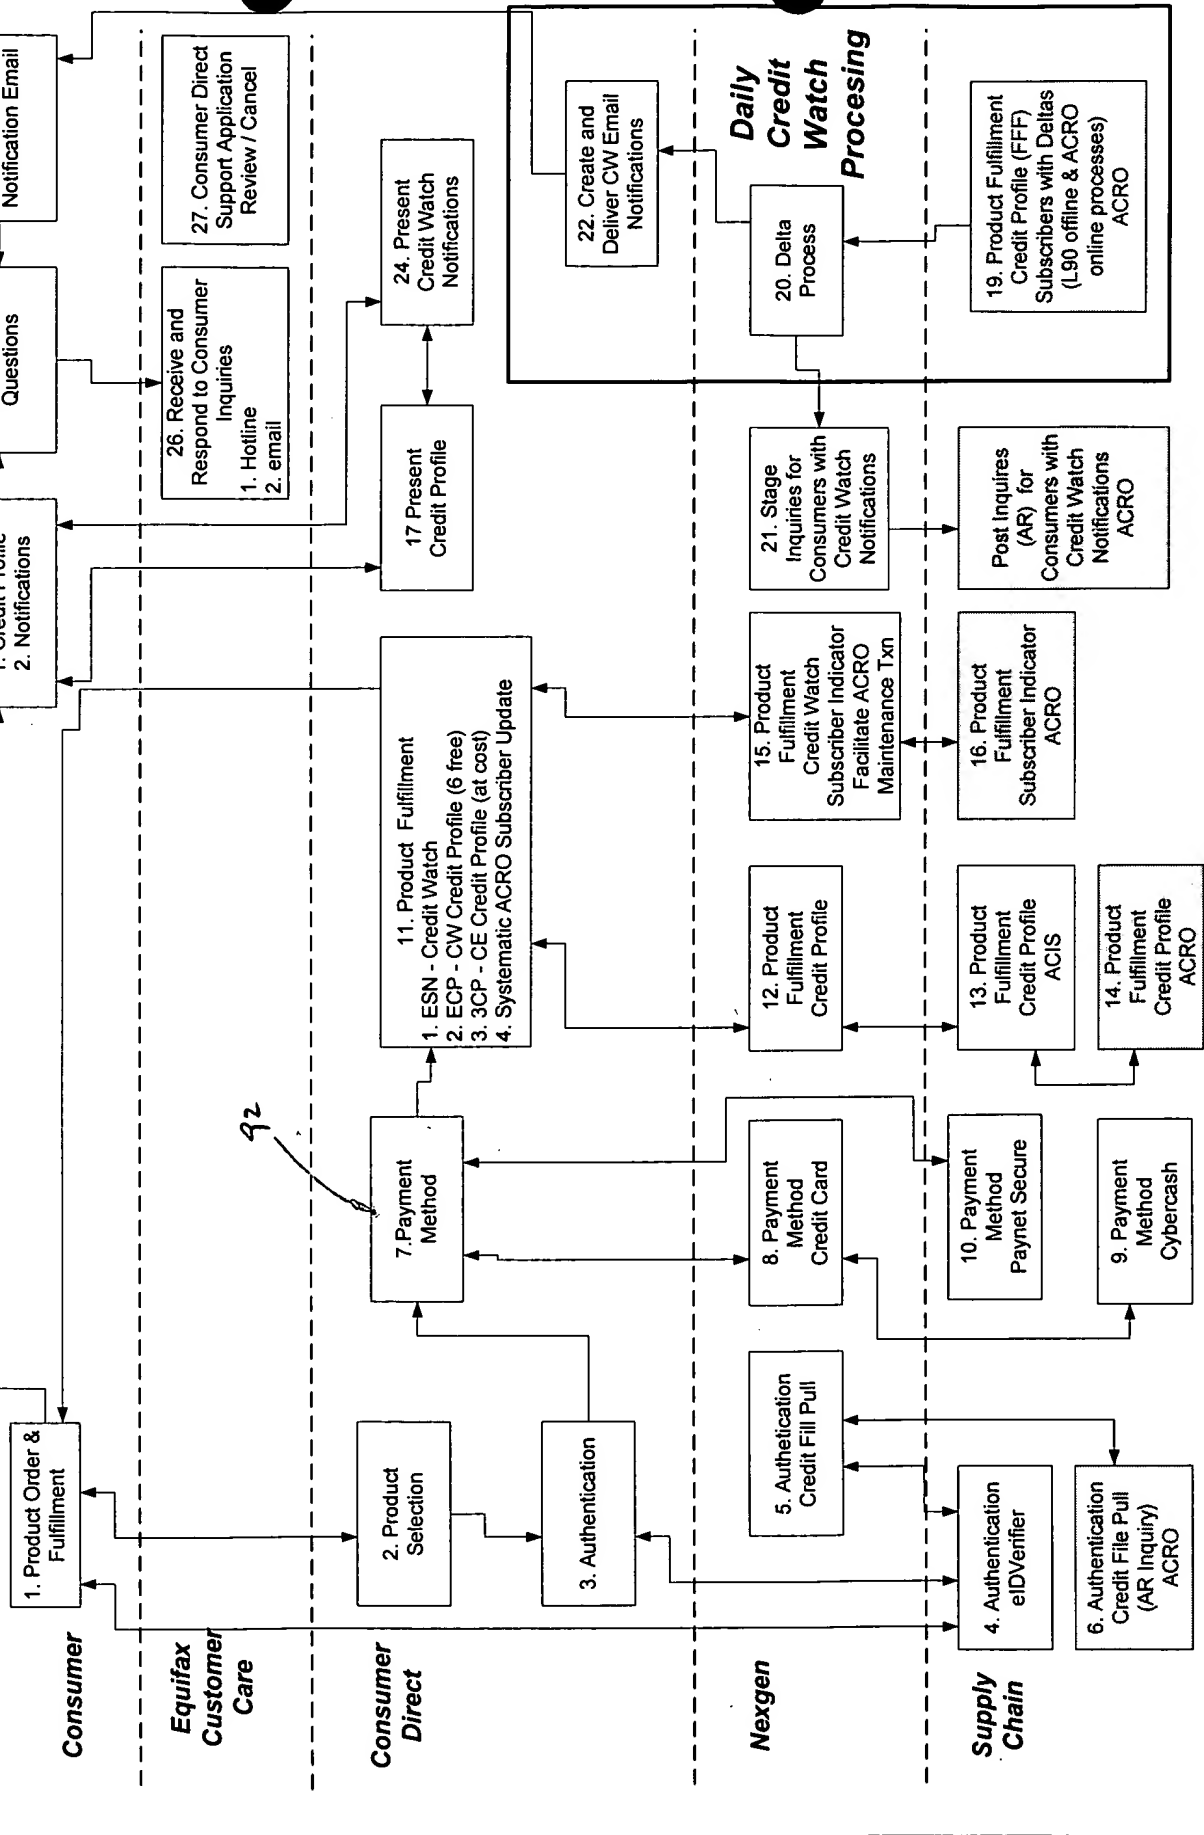 Consumer
1. Product Order &
Fulfillment
2. Notifications
Questions
Notification Email
Equifax
Customer
Care
26. Receive and
Respond to Consumer
Inquiries
1. Hotline
2. email
27. Consumer Direct
Support Application
Review / Cancel
Consumer
Direct
2. Product
Selection
3. Authentication
92
7.Payment
Method
11. Product Fulfillment
1. ESN - Credit Watch
2. ECP - CW Credit Profile (6 free)
3. 3CP - CE Credit Profile (at cost)
4. Systematic ACRO Subscriber Update
17 Present
Credit Profile
24. Present
Credit Watch
Notifications
22. Create and
Deliver CW Email
Notifications
Nexgen
5. Authetication
Credit Fill Pull
8. Payment
Method
Credit Card
12. Product
Fulfillment
Credit Profile
15. Product
Fulfillment
Credit Watch
Subscriber Indicator
Facilitate ACRO
Maintenance Txn
21. Stage
Inquiries for
Consumers with
Credit Watch
Notifications
20. Delta
Process
Daily
Credit
Watch
Procesing
Supply
Chain
4. Authentication
eIDVerifier
6. Authentication
Credit File Pull
(AR Inquiry)
ACRO
10. Payment
Method
Paynet Secure
9. Payment
Method
Cybercash
13. Product
Fulfillment
Credit Profile
ACIS
14. Product
Fulfillment
Credit Profile
ACRO
16. Product
Fulfillment
Subscriber Indicator
ACRO
Post Inquires
(AR) for
Consumers with
Credit Watch
Notifications
ACRO
19. Product Fulfillment
Credit Profile (FFF)
Subscribers with Deltas
(L90 offline & ACRO
online processes)
ACRO